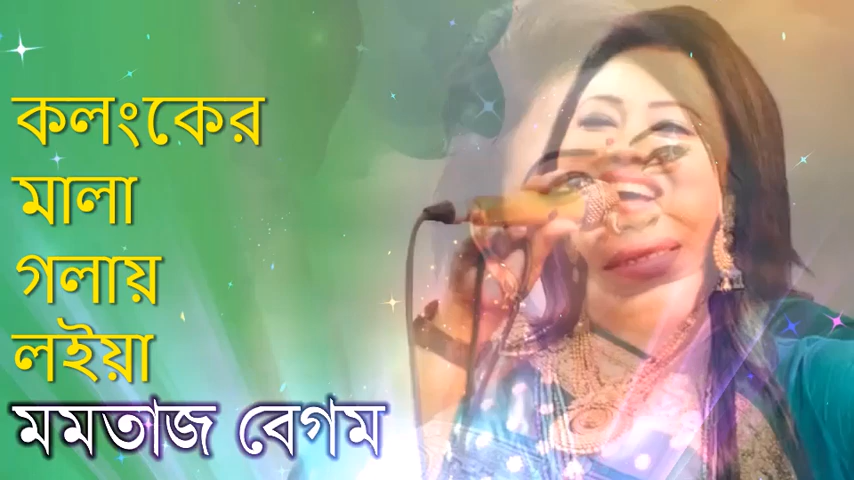 কলংকের
মালা
গলায়
লইয়া
মমতাজ বেগম